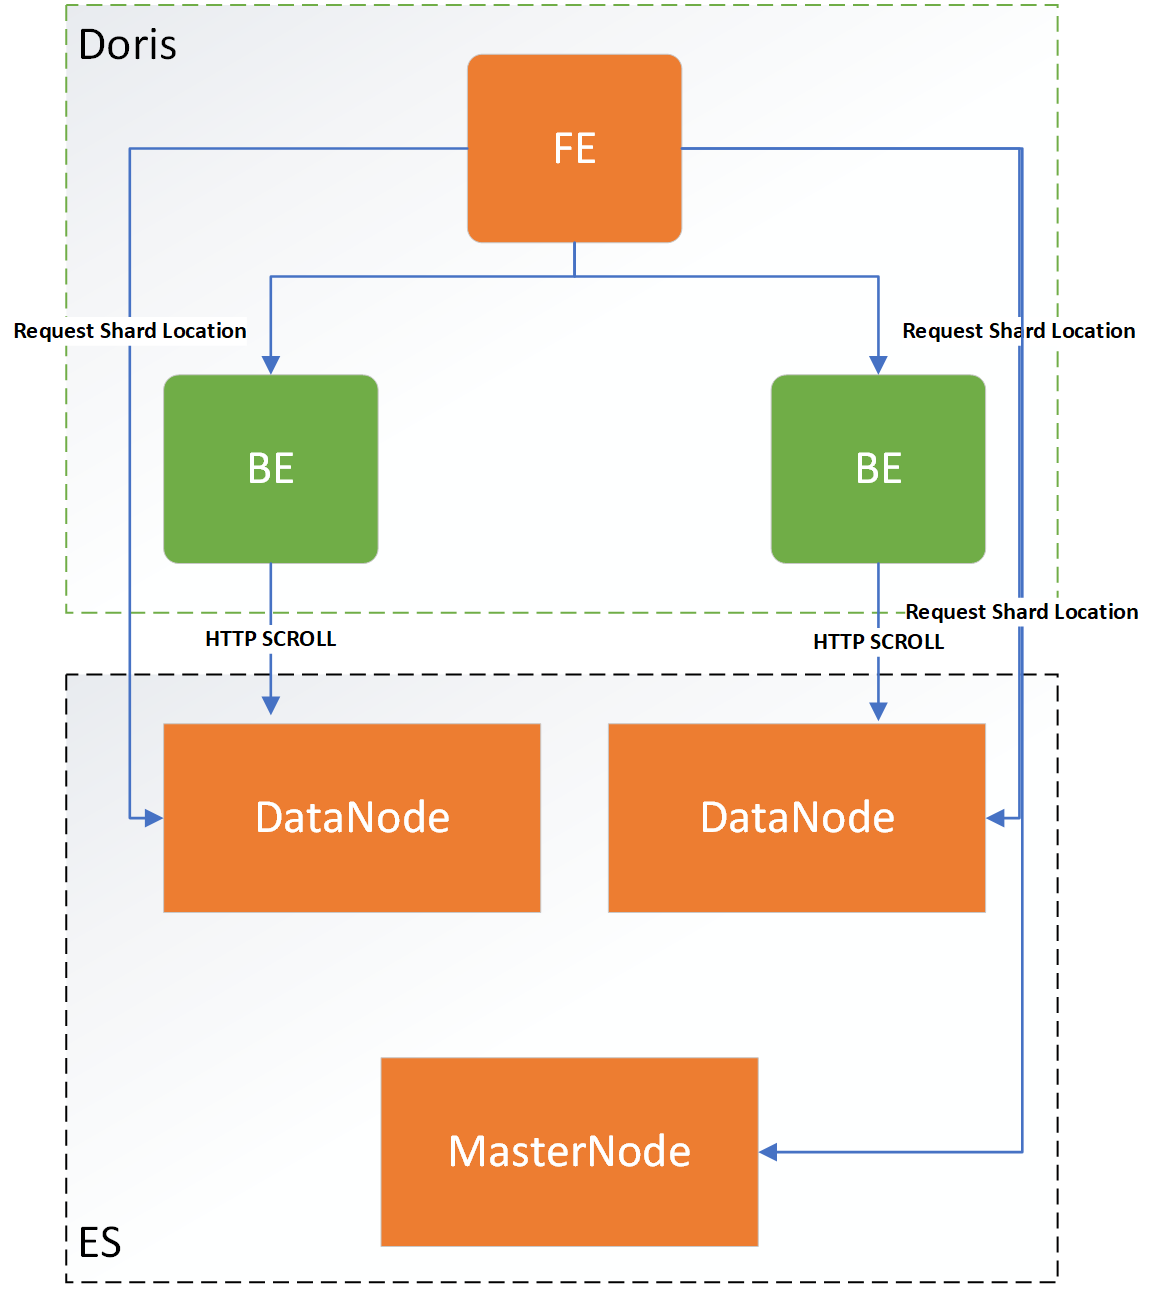 Doris
FE
Request Shard Location
Request Shard Location
BE
BE
Request Shard Location
HTTP SCROLL
HTTP SCROLL
DataNode
DataNode
MasterNode
ES